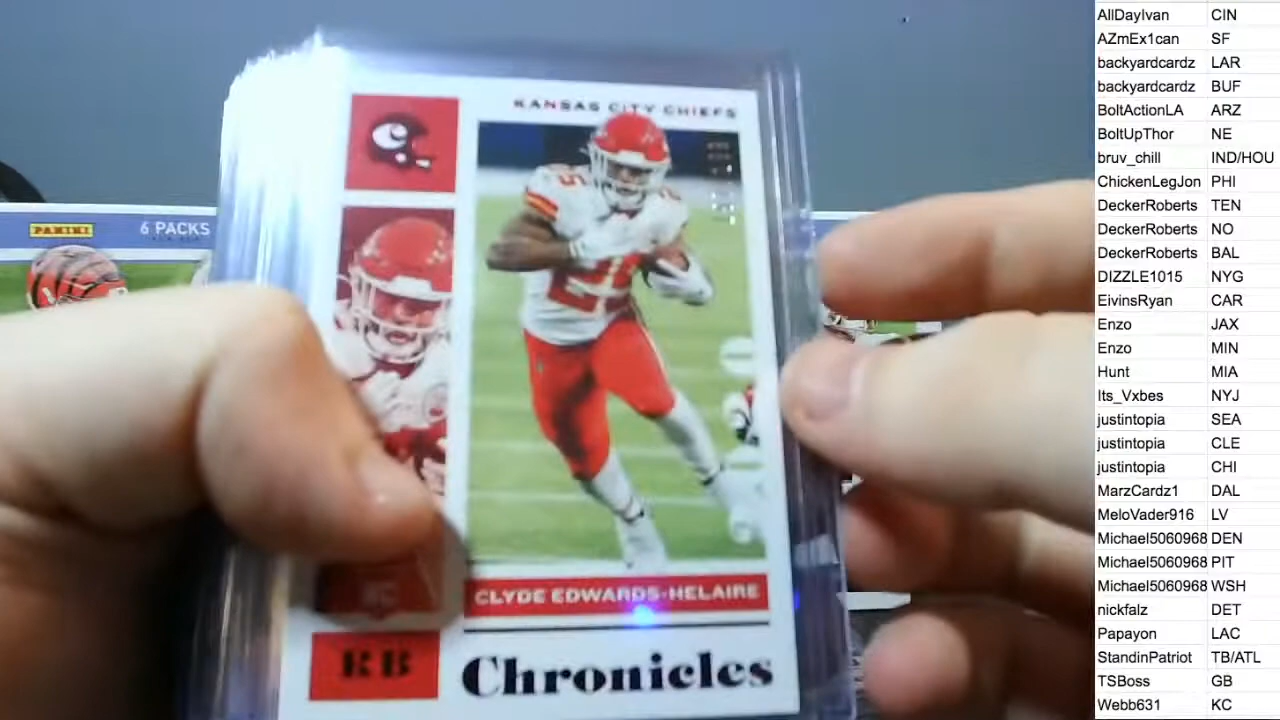 PANINI
6 PACKS
KANSAS CITY CHIEFS
25
25
CLYDE EDWARDS-HELAIRE
RB
Chronicles
AllDayIvan CIN
AZmEx1can SF
backyardcardz LAR
backyardcardz BUF
BoltActionLA ARZ
BoltUpThor NE
bruv_chill IND/HOU
ChickenLegJon PHI
DeckerRoberts TEN
DeckerRoberts NO
DeckerRoberts BAL
DIZZLE1015 NYG
EivinsRyan CAR
Enzo JAX
Enzo MIN
Hunt MIA
Its_Vxbes NYJ
justintopia SEA
justintopia CLE
justintopia CHI
MarzCardz1 DAL
MeloVader916 LV
Michael5060968 DEN
Michael5060968 PIT
Michael5060968 WSH
nickfalz DET
Papayon LAC
StandinPatriot TB/ATL
TSBoss GB
Webb631 KC